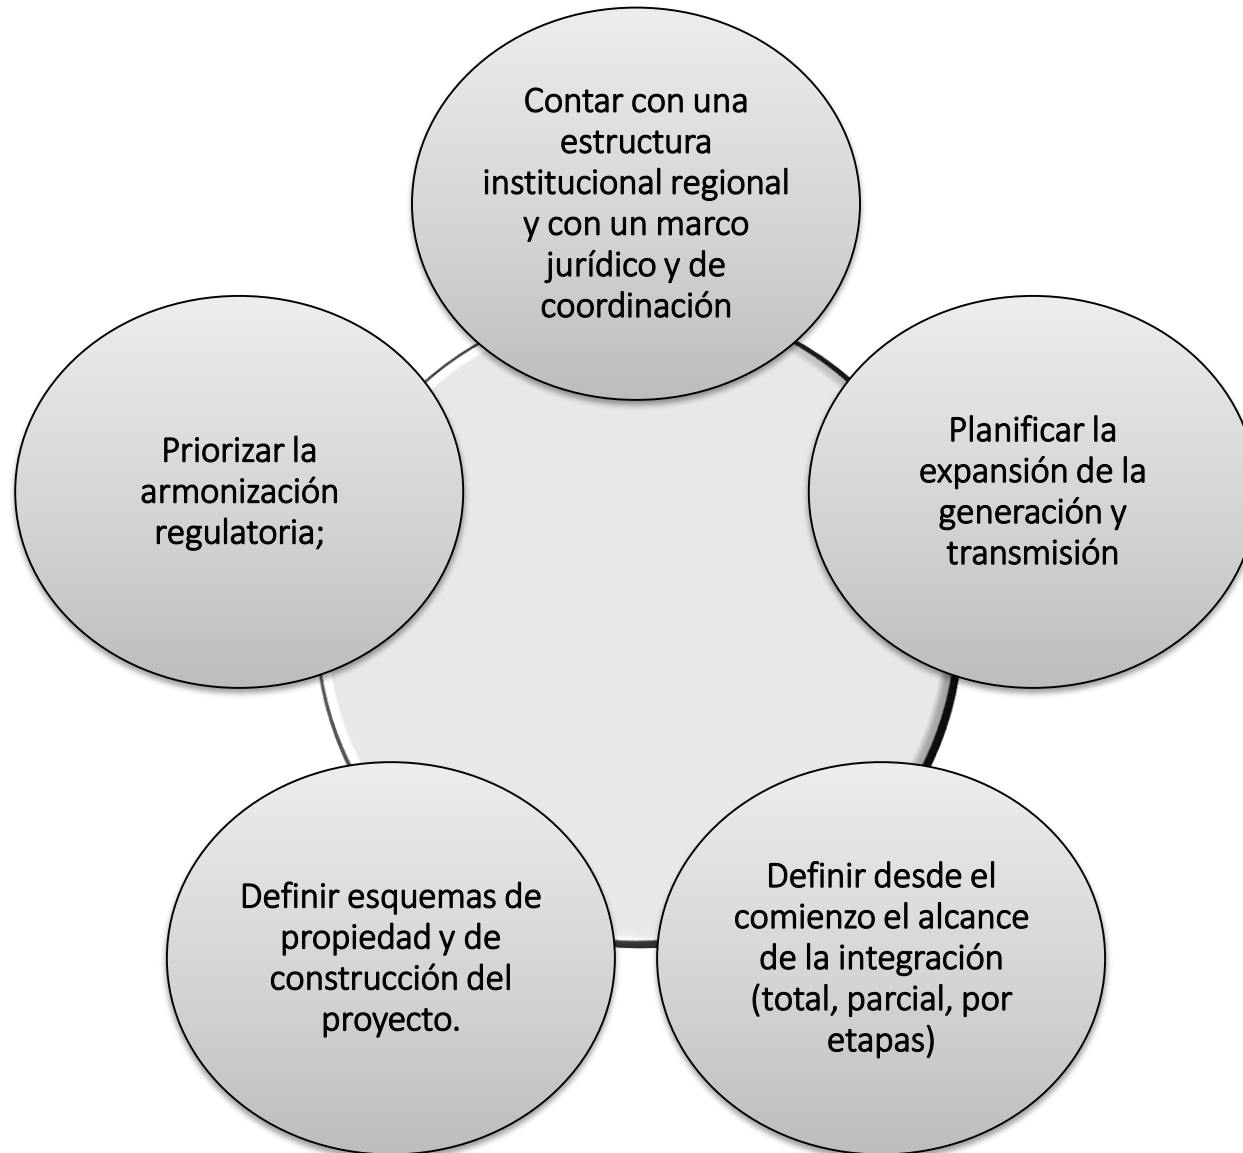 Contar con una
estructura
institucional regional
y con un marco
jurídico y de
coordinación
Planificar la
expansión de la
generación y
transmisión
Definir desde el
comienzo el alcance
de la integración
(total, parcial, por
etapas)
Definir esquemas de
propiedad y de
construcción del
proyecto.
Priorizar la
armonización
regulatoria;